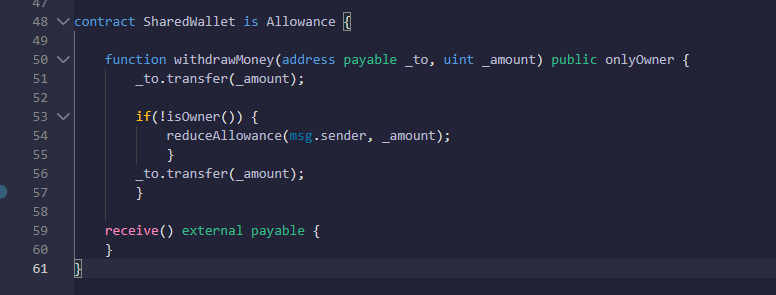 47
48 contract SharedWallet is Allowance {
49
50 function withdrawMoney(address payable _to, uint _amount) public onlyOwner {
51 _to.transfer(_amount);
52
53 if(!isOwner()) {
54 reduceAllowance(msg.sender, _amount);
55 }
56 _to.transfer(_amount);
57 }
58
59 receive() external payable {
60 }
61 }